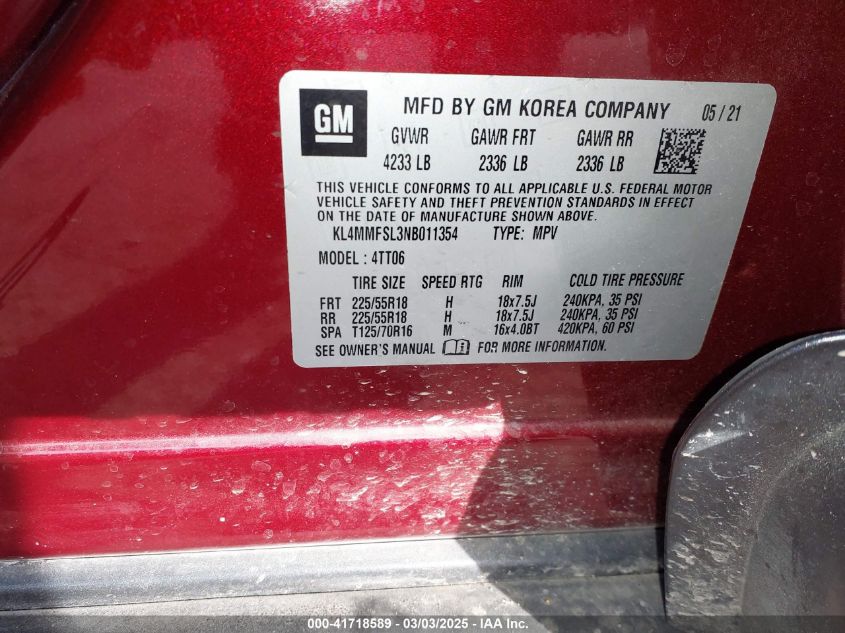 GM
MFD BY GM KOREA COMPANY 05/21
GVWR GAWR FRT GAWR RR
4233 LB 2336 LB 2336 LB
THIS VEHICLE CONFORMS TO ALL APPLICABLE U.S. FEDERAL MOTOR
VEHICLE SAFETY AND THEFT PREVENTION STANDARDS IN EFFECT
ON THE DATE OF MANUFACTURE SHOWN ABOVE.
KL4MMFSL3NB011354 TYPE: MPV
MODEL : 4TT06
TIRE SIZE SPEED RTG RIM COLD TIRE PRESSURE
FRT 225/55R18 H 18x7.5J 240KPA, 35 PSI
RR 225/55R18 H 18x7.5J 240KPA, 35 PSI
SPA T125/70R16 M 16x4.0BT 420KPA, 60 PSI
SEE OWNER'S MANUAL FOR MORE INFORMATION.
000-41718589 - 03/03/2025 - IAAI.com